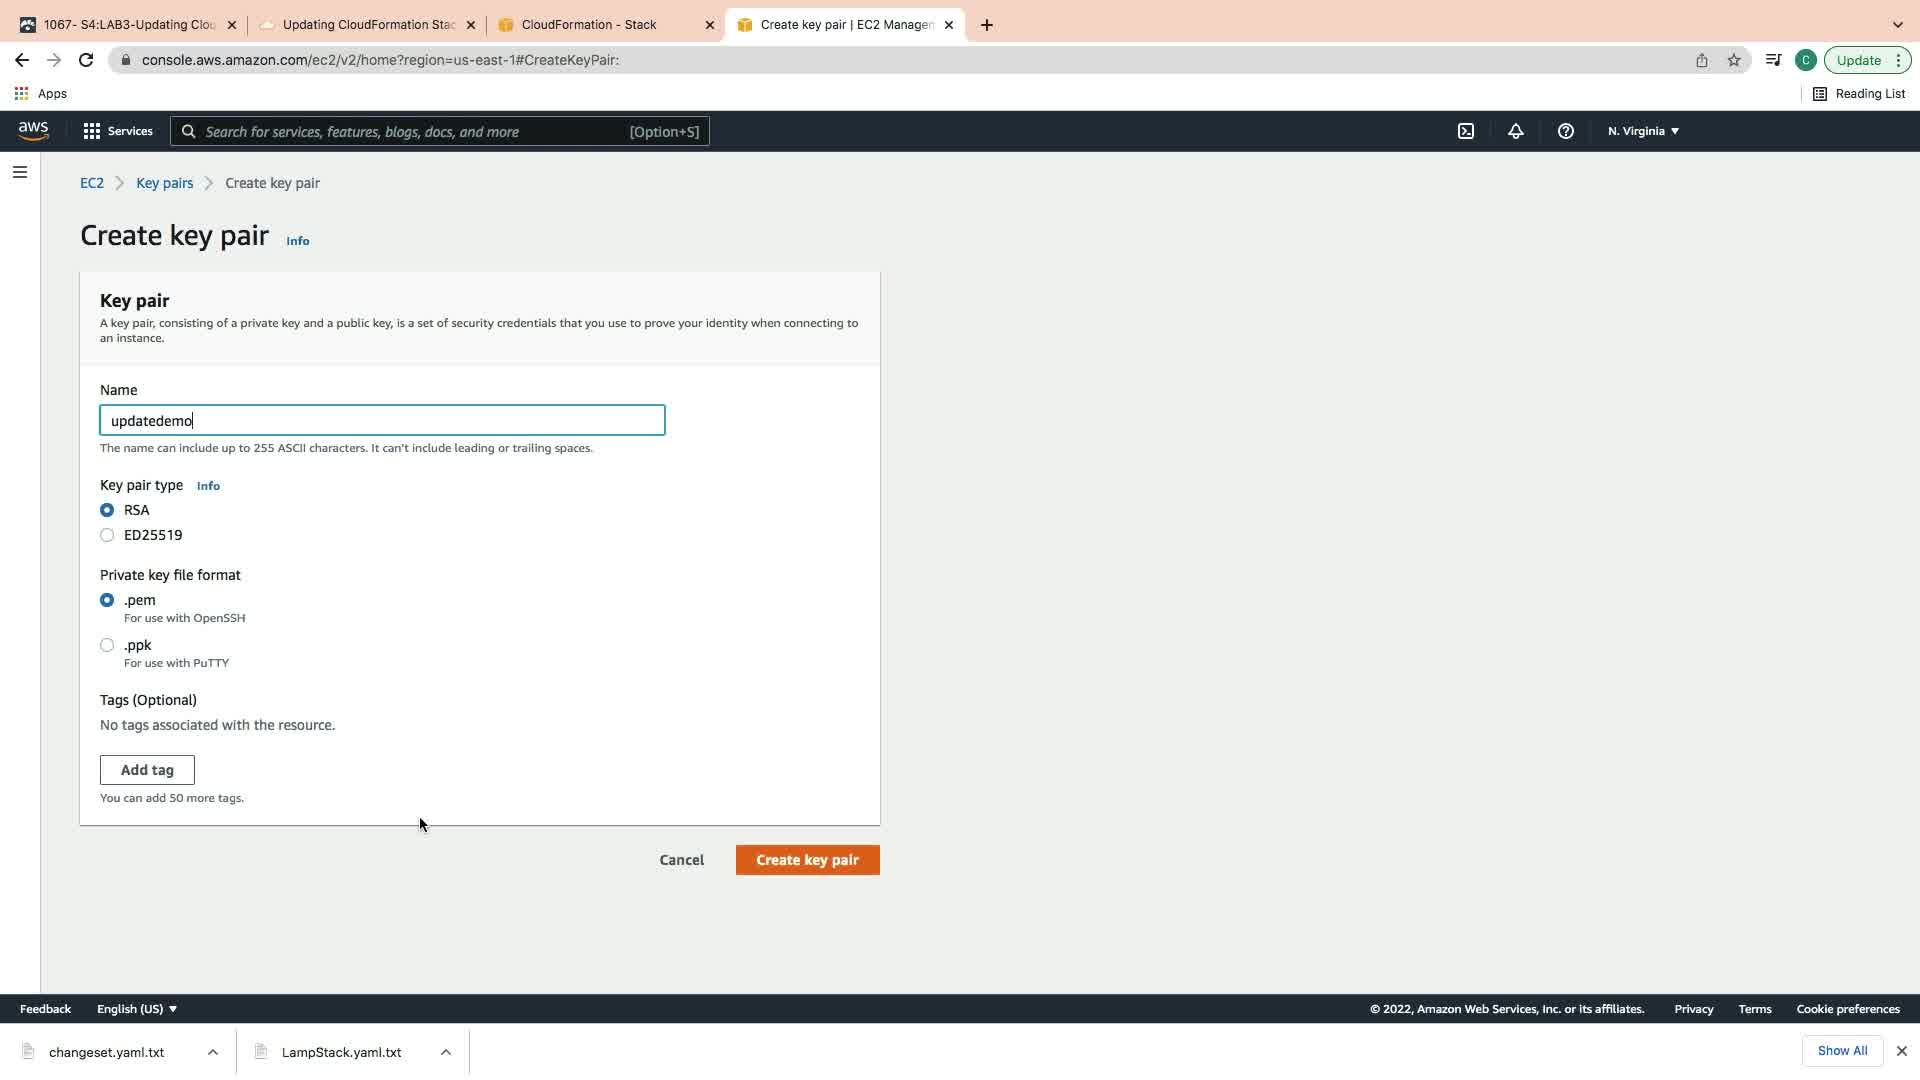 1067- S4:LAB3-Updating Clou
Updating CloudFormation Stac
CloudFormation - Stack
Create key pair | EC2 Managem
console.aws.amazon.com/ec2/v2/home?region=us-east-1#CreateKeyPair:
C
Update
Apps
Reading List
aws
Services
Search for services, features, blogs, docs, and more
[Option+S]
N. Virginia
EC2
Key pairs
Create key pair
Create key pair
Info
Key pair
A key pair, consisting of a private key and a public key, is a set of security credentials that you use to prove your identity when connecting to
an instance.
Name
updatedemo
The name can include up to 255 ASCII characters. It can't include leading or trailing spaces.
Key pair type
Info
RSA
ED25519
Private key file format
.pem
For use with OpenSSH
.ppk
For use with PuTTY
Tags (Optional)
No tags associated with the resource.
Add tag
You can add 50 more tags.
Cancel
Create key pair
Feedback
English (US)
© 2022, Amazon Web Services, Inc. or its affiliates.
Privacy
Terms
Cookie preferences
changeset.yaml.txt
LampStack.yaml.txt
Show All